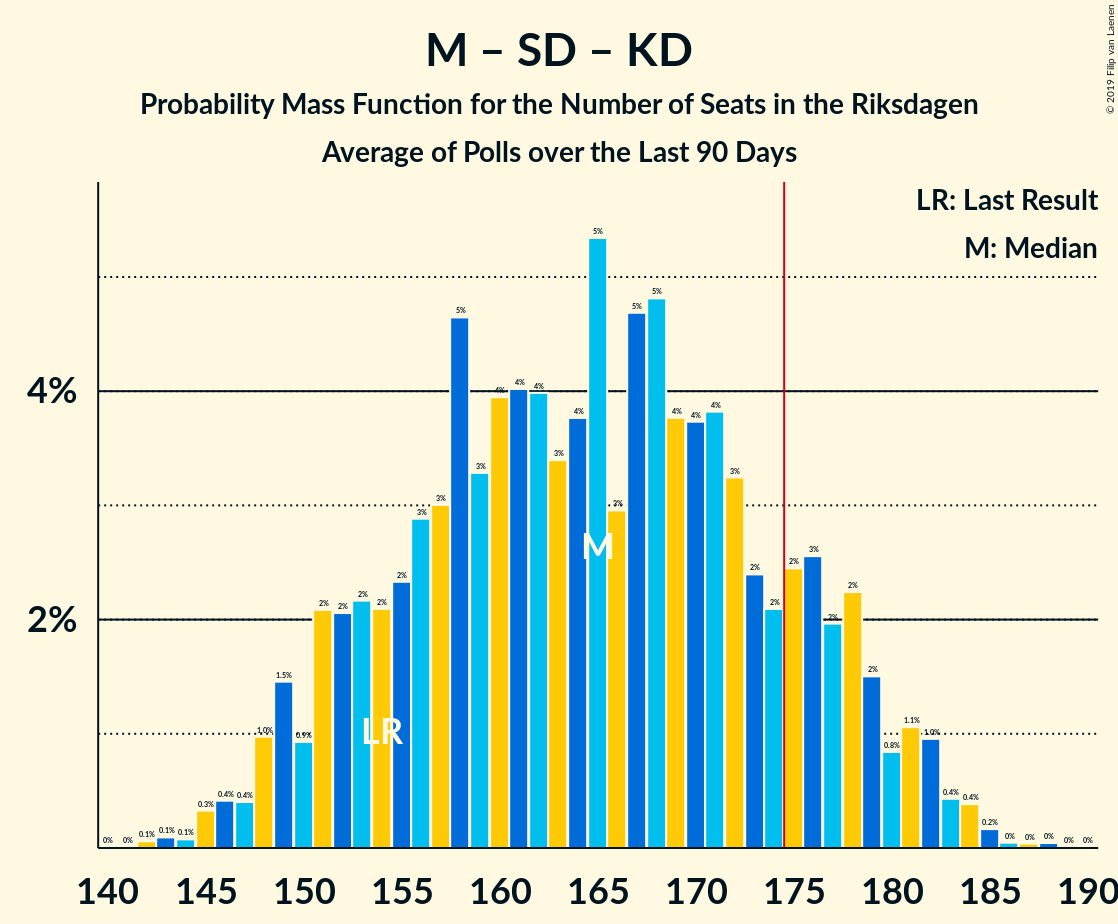 M – SD – KD
Probability Mass Function for the Number of Seats in the Riksdagen
Average of Polls over the Last 90 Days
© 2019 Filip van Laenen
LR: Last Result
M: Median
4%
2%
0% 0% 0.1% 0.1% 0.1% 0.3% 0.4% 0.4% 1.0% 1.5% 0.9% 2% 2% 2% 2% 2% 3% 3% 5% 3% 4% 4% 4% 3% 4% 5% 3% 5% 5% 4% 4% 4% 3% 2% 2% 2% 3% 2% 2% 2% 0.8% 1.1% 1.0% 0.4% 0.4% 0.2% 0% 0% 0% 0% 0%
M
LR
140 145 150 155 160 165 170 175 180 185 190